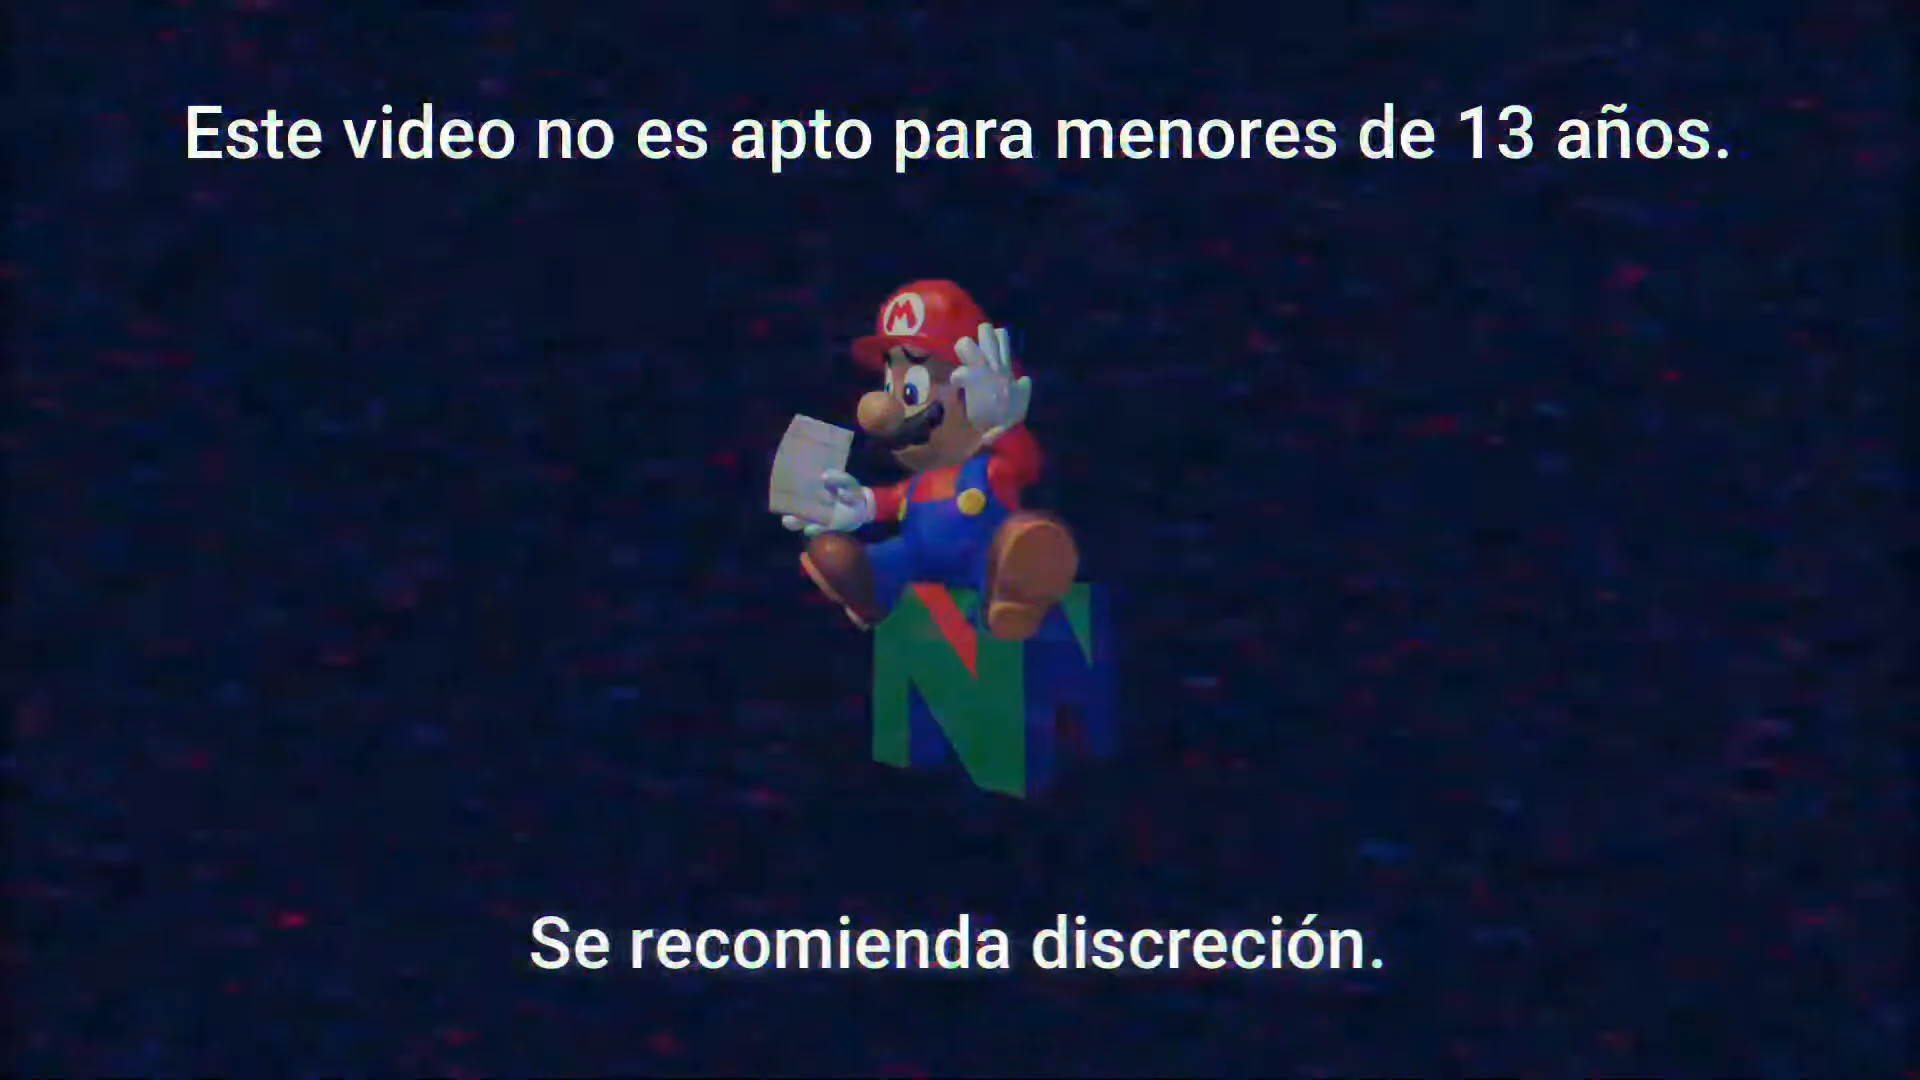 Este video no es apto para menores de 13 años.
M
N N
Se recomienda discreción.